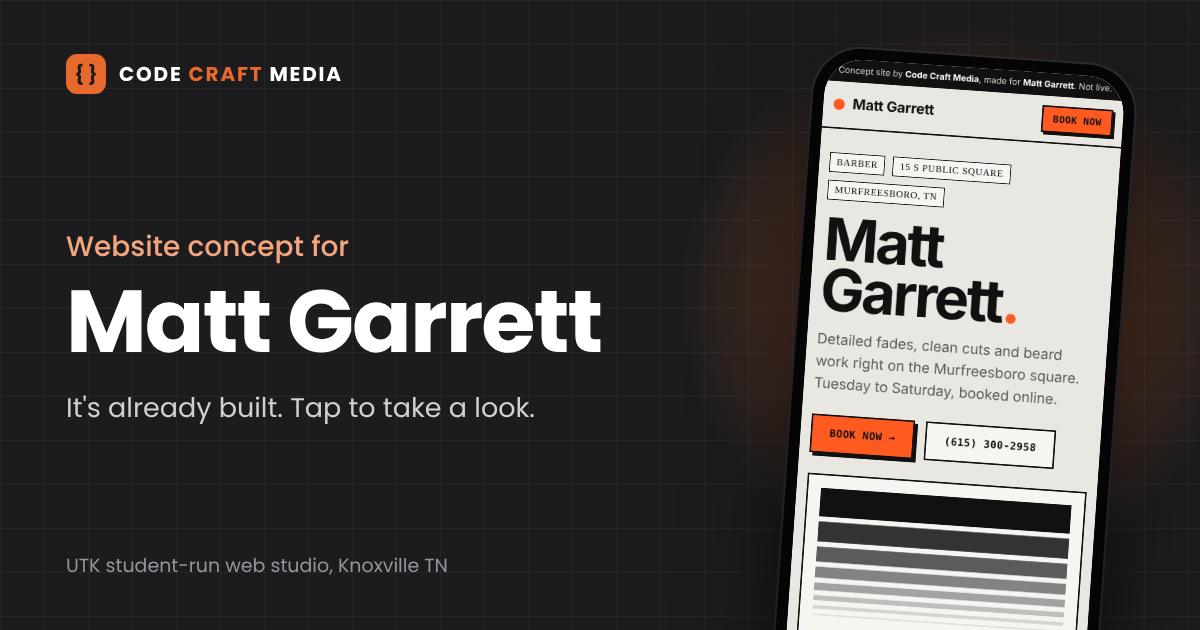 { } CODE CRAFT MEDIA
Website concept for
Matt Garrett
It's already built. Tap to take a look.
UTK student-run web studio, Knoxville TN
Concept site by Code Craft Media, made for Matt Garrett. Not live.
Matt Garrett
BOOK NOW
BARBER
15 S PUBLIC SQUARE
MURFREESBORO, TN
Matt
Garrett.
Detailed fades, clean cuts and beard
work right on the Murfreesboro square.
Tuesday to Saturday, booked online.
BOOK NOW →
(615) 300-2958